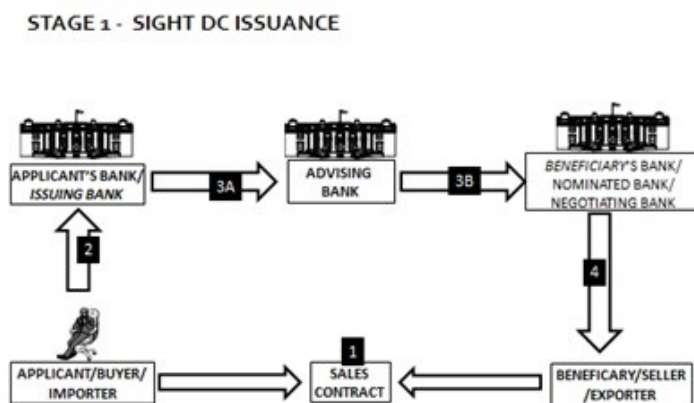 STAGE 1 - SIGHT DC ISSUANCE
APPLICANT'S BANK/
ISSUING BANK
3A
ADVISING
BANK
3B
BENEFICIARY'S BANK/
NOMINATED BANK/
NEGOTIATING BANK
2
4
APPLICANT/BUYER/
IMPORTER
1
SALES
CONTRACT
BENEFICARY/SELLER
/EXPORTER